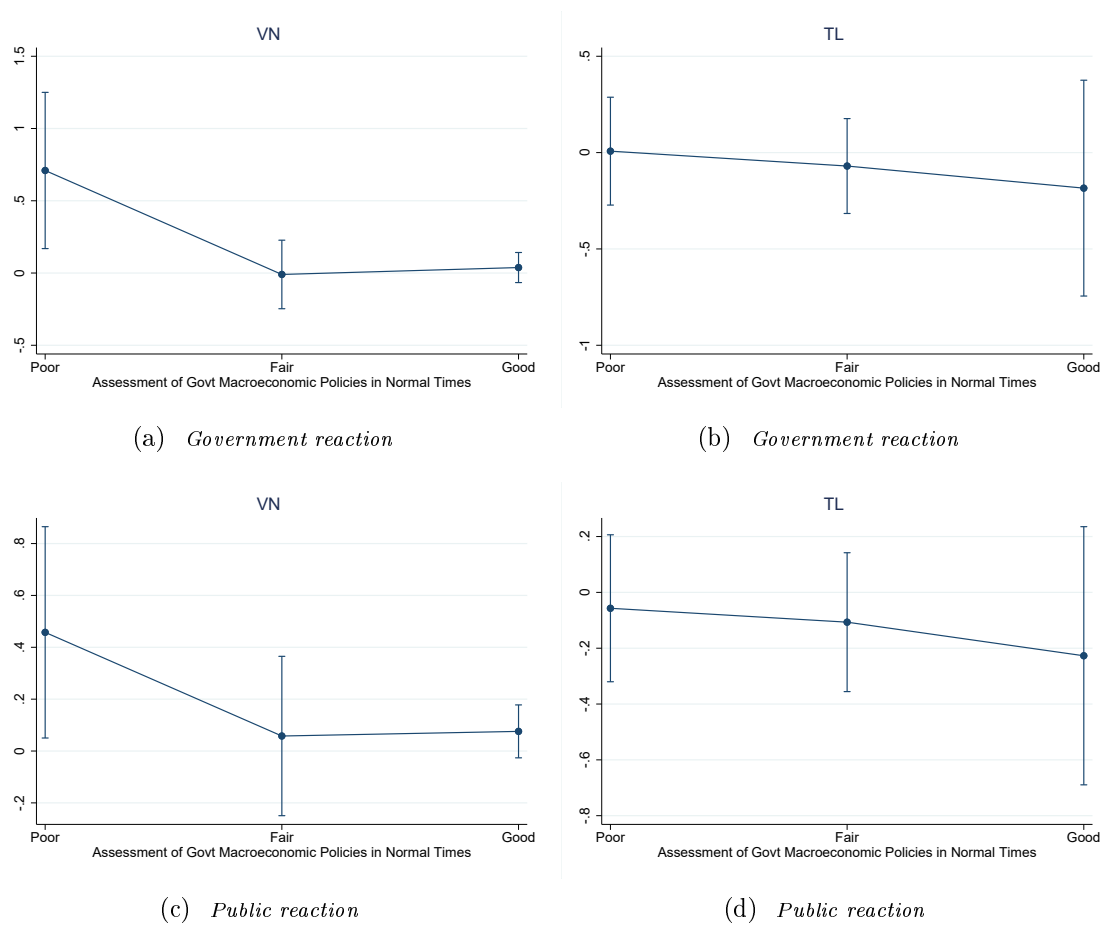 VN
1.5
1
.5
0
-.5
Poor Fair Good
Assessment of Govt Macroeconomic Policies in Normal Times
(a) Government reaction
TL
.5
0
-.5
-1
Poor Fair Good
Assessment of Govt Macroeconomic Policies in Normal Times
(b) Government reaction
VN
.8
.6
.4
.2
0
-.2
Poor Fair Good
Assessment of Govt Macroeconomic Policies in Normal Times
(c) Public reaction
TL
.2
0
-.2
-.4
-.6
-.8
Poor Fair Good
Assessment of Govt Macroeconomic Policies in Normal Times
(d) Public reaction